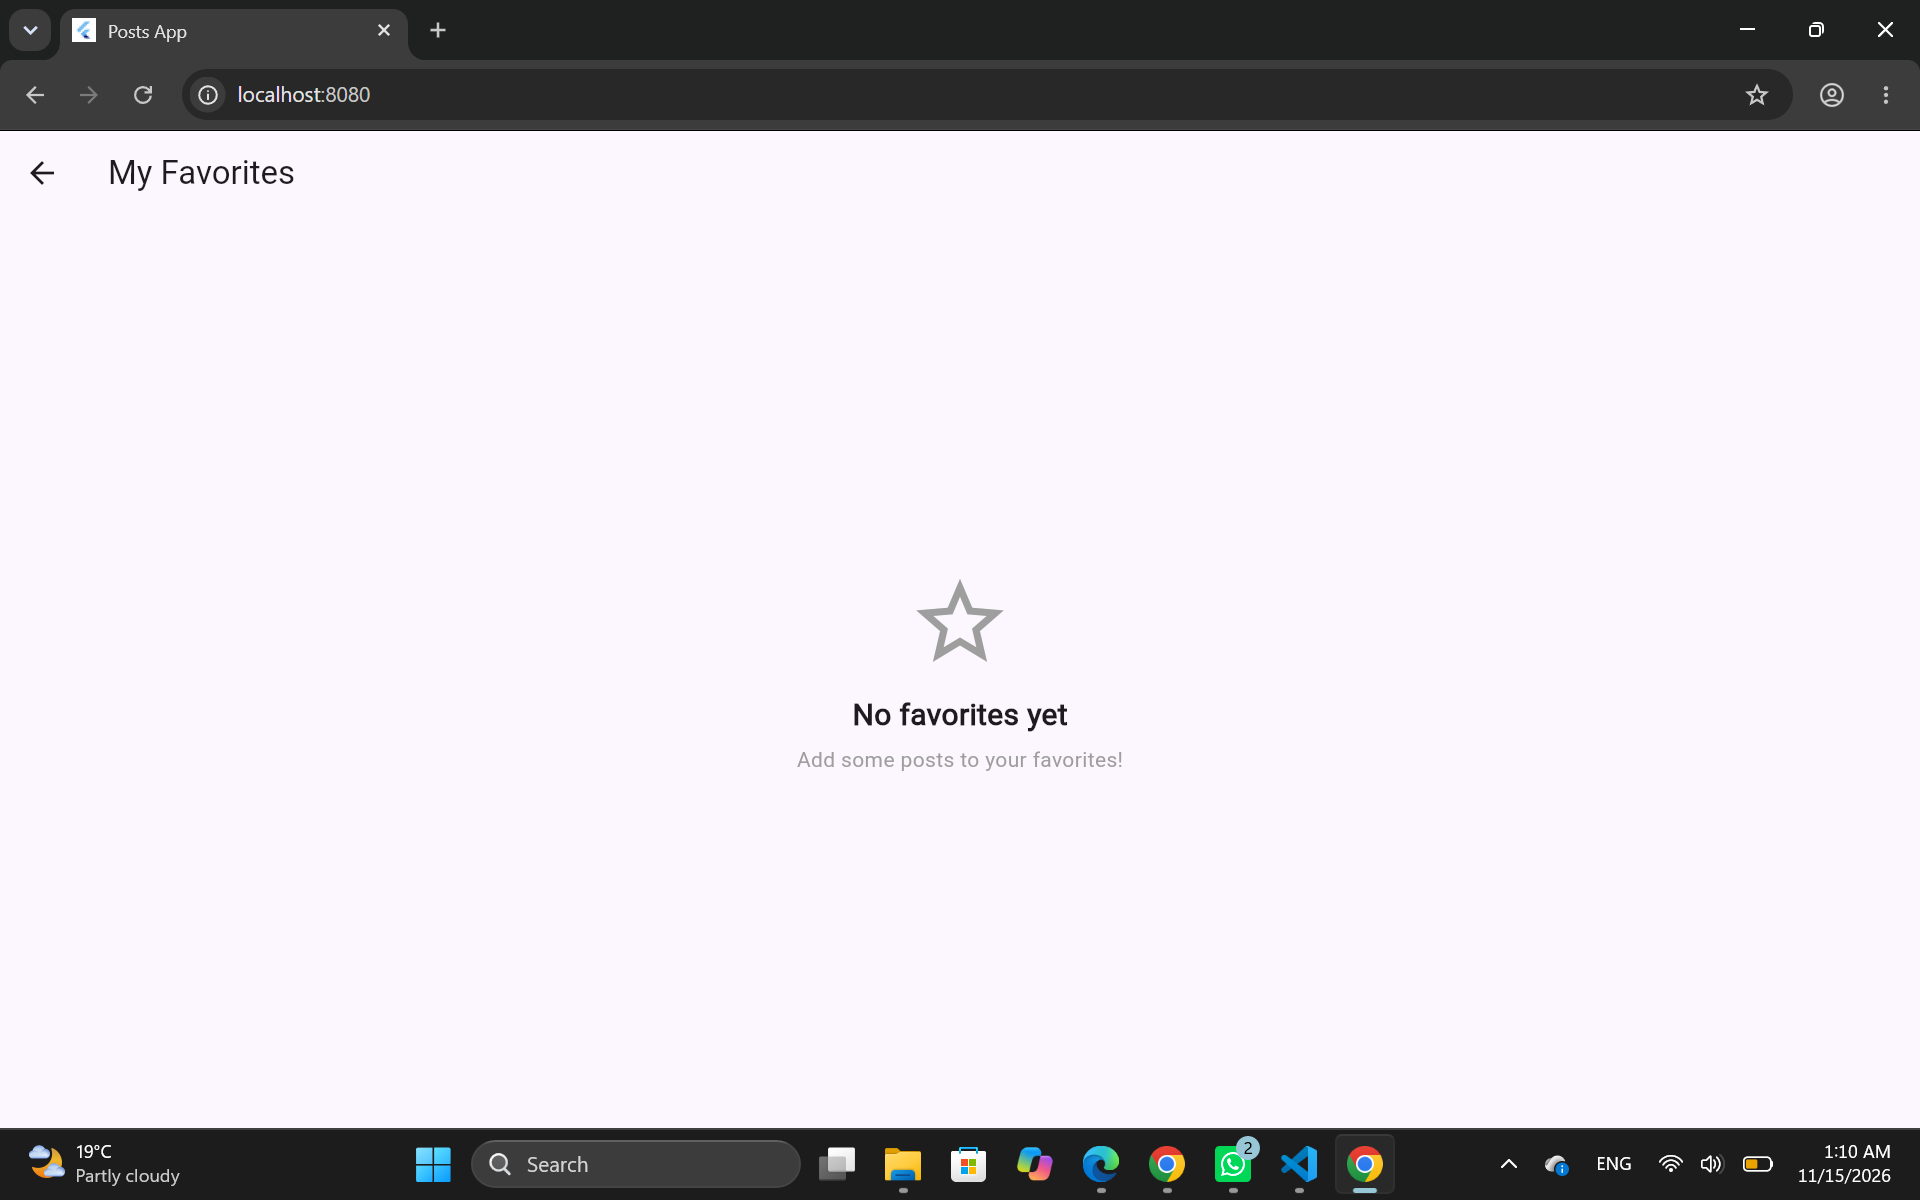 Posts App
localhost:8080
My Favorites
No favorites yet
Add some posts to your favorites!
19°C
Partly cloudy
Search
2
ENG
1:10 AM
11/15/2026